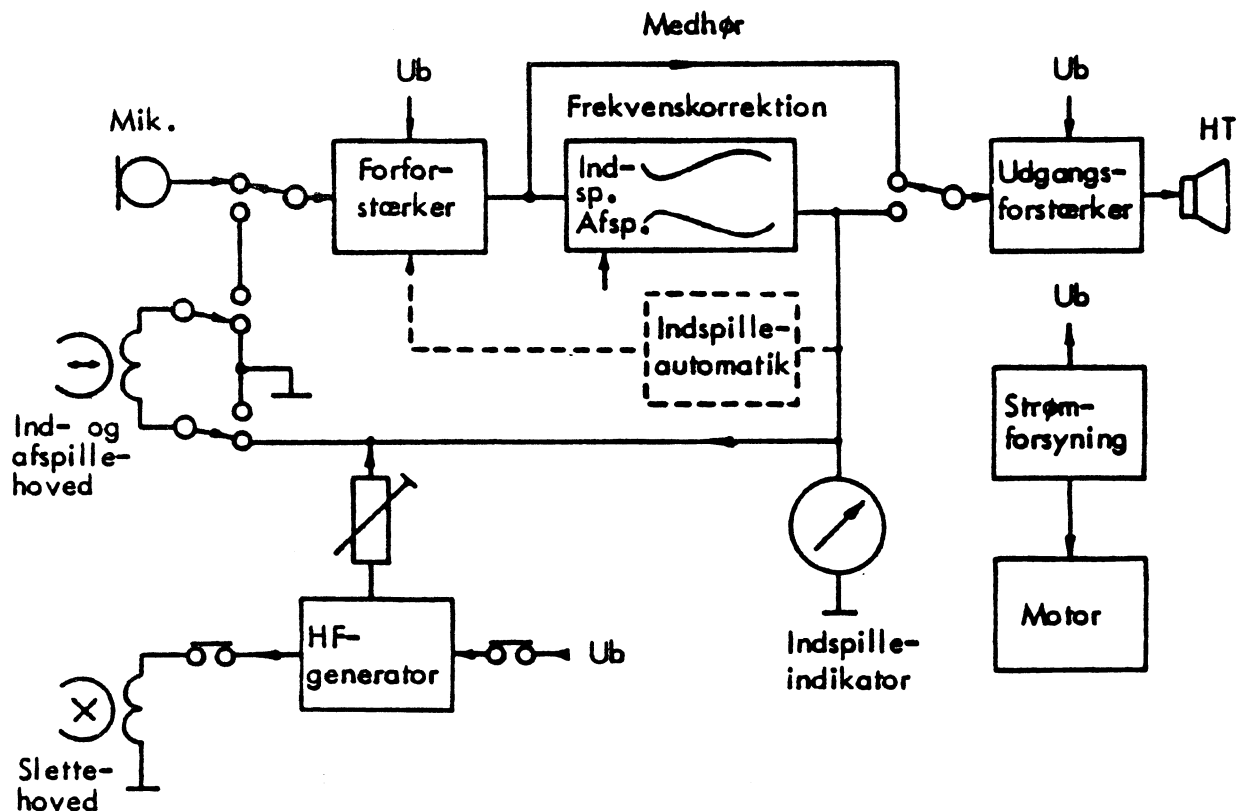 Medhør
Ub
Ub
Frekvenskorrektion
Mik.
HT
Forfor-
stærker
Ind-
sp.
Afsp.
Udgangs-
forstærker
Ub
Indspille-
automatik
Strøm-
forsyning
Ind- og
afspille-
hoved
Motor
HF-
generator
Ub
Indspille-
indikator
Slette-
hoved